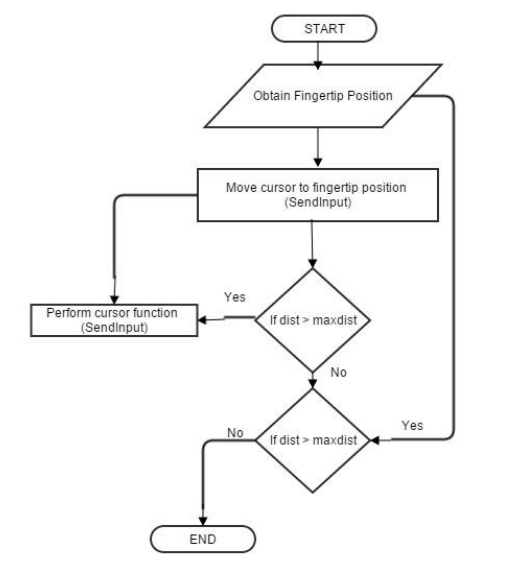 START
Obtain Fingertip Position
Move cursor to fingertip position
(SendInput)
Yes
Perform cursor function
(SendInput)
If dist > maxdist
No
Yes
No
If dist > maxdist
END